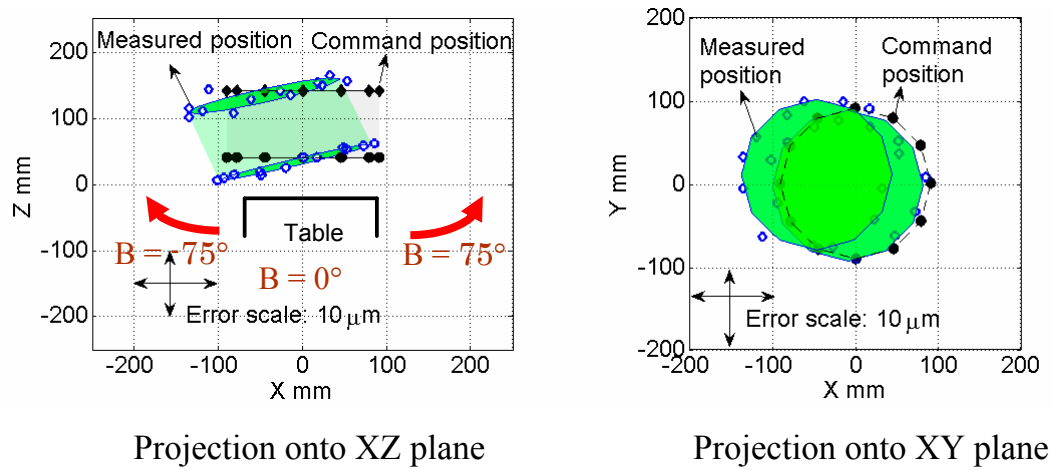 200
100
0
-100
-200
Z mm
Measured position
Command position
Table
B = -75°
B = 0°
B = 75°
Error scale: 10 μm
-200 -100 0 100 200
X mm
Projection onto XZ plane
200
100
0
-100
-200
Y mm
Measured
position
Command
position
Error scale: 10 μm
-200 -100 0 100 200
X mm
Projection onto XY plane